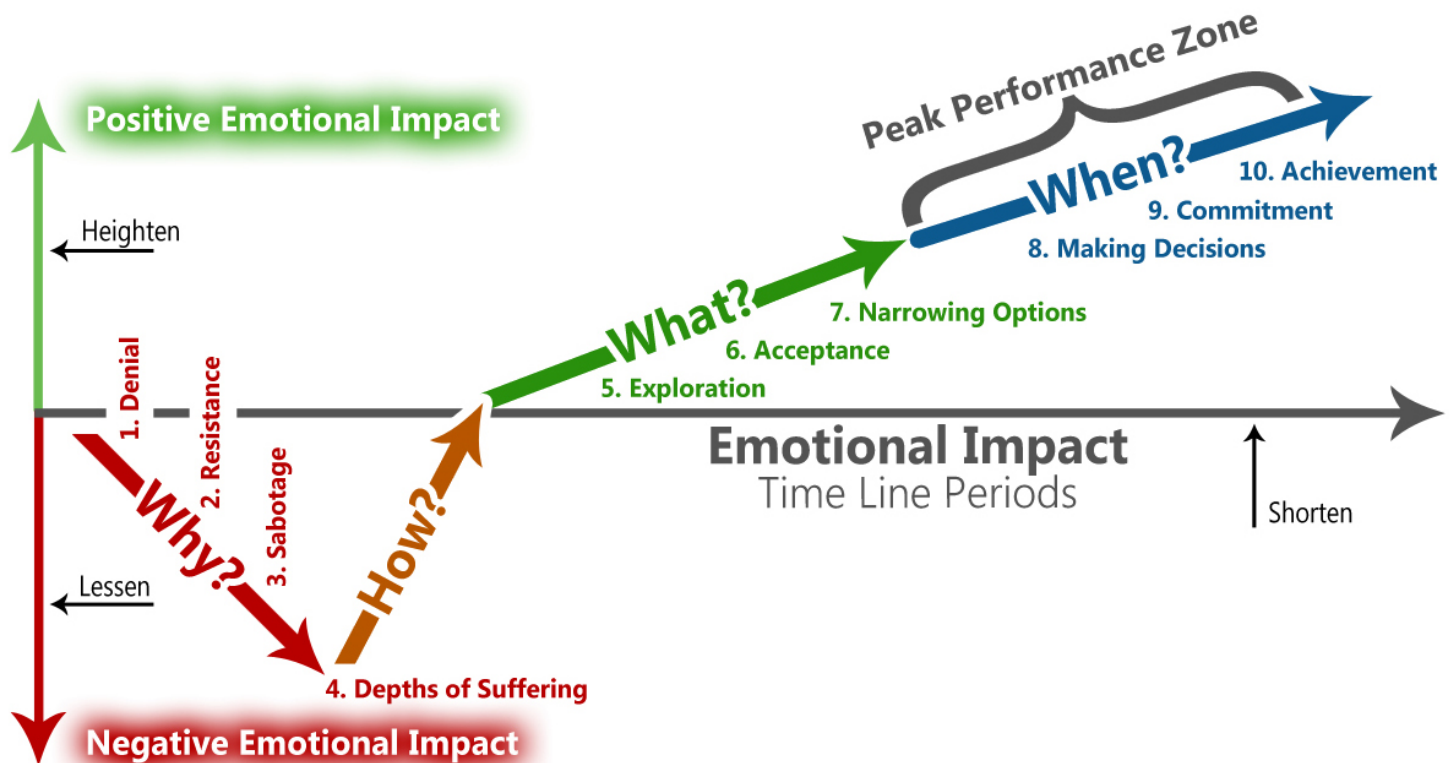 Peak Performance Zone
Positive Emotional Impact
When?
10. Achievement
9. Commitment
8. Making Decisions
Heighten
What?
7. Narrowing Options
6. Acceptance
5. Exploration
1. Denial
2. Resistance
3. Sabotage
Emotional Impact
Time Line Periods
Shorten
Why?
How?
Lessen
4. Depths of Suffering
Negative Emotional Impact